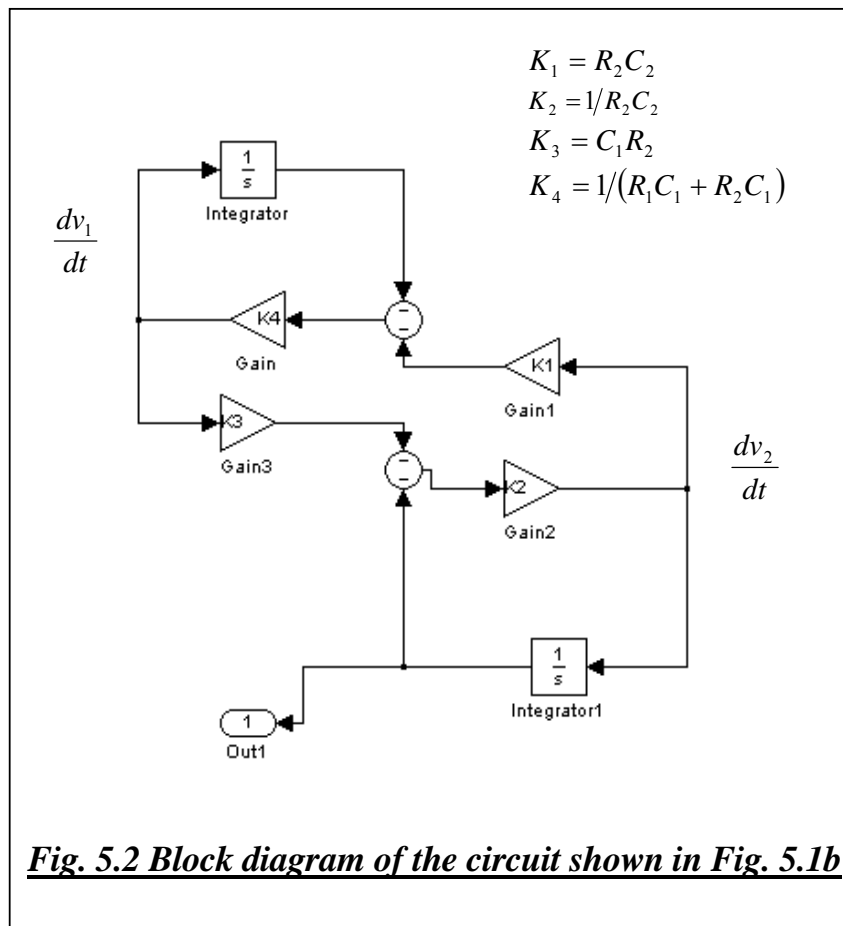 K₁ = R₂C₂
K₂ = 1/R₂C₂
K₃ = C₁R₂
K₄ = 1/(R₁C₁ + R₂C₁)
1
s
Integrator
dv₁
dt
K4
-
-
Gain
K1
Gain1
K3
-
-
Gain3
K2
Gain2
dv₂
dt
1
s
Integrator1
1
Out1
Fig. 5.2 Block diagram of the circuit shown in Fig. 5.1b